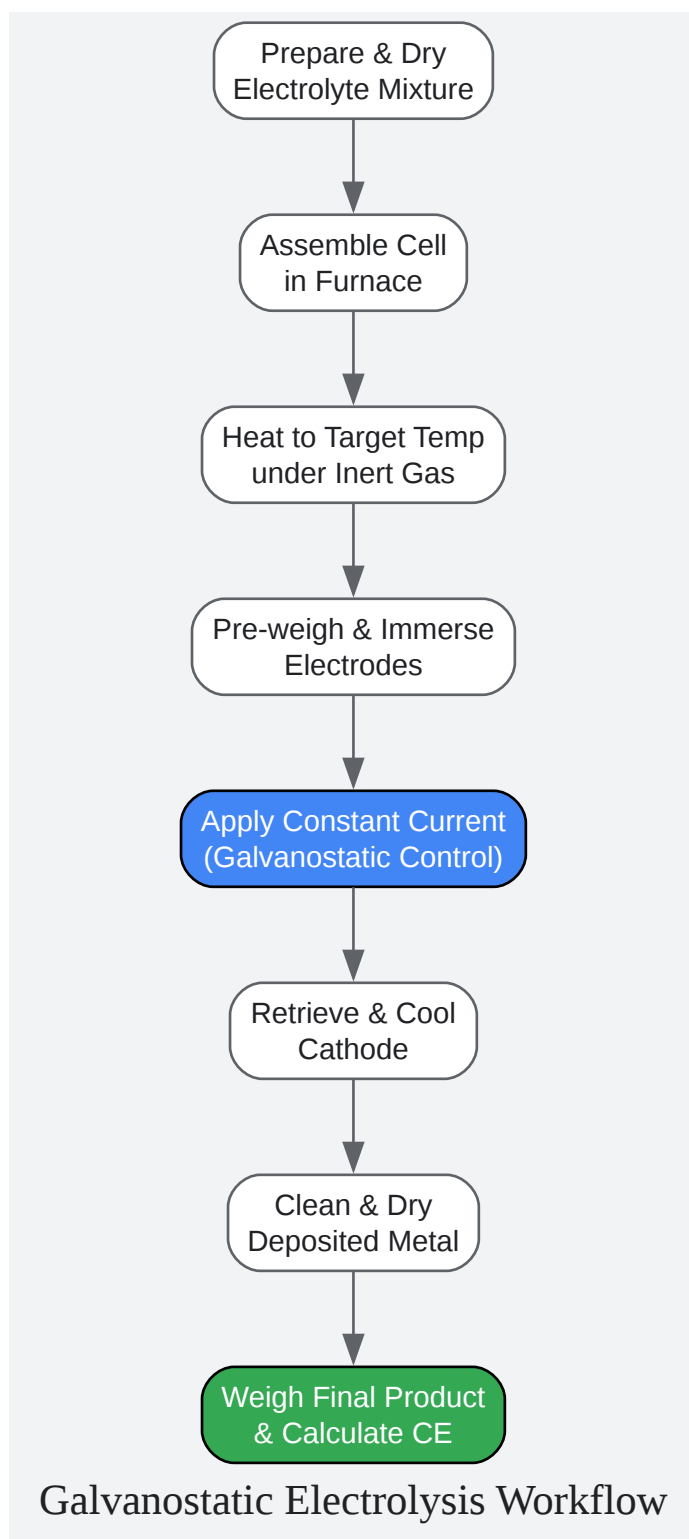 Prepare & Dry
Electrolyte Mixture
Assemble Cell
in Furnace
Heat to Target Temp
under Inert Gas
Pre-weigh & Immerse
Electrodes
Apply Constant Current
(Galvanostatic Control)
Retrieve & Cool
Cathode
Clean & Dry
Deposited Metal
Weigh Final Product
& Calculate CE
Galvanostatic Electrolysis Workflow